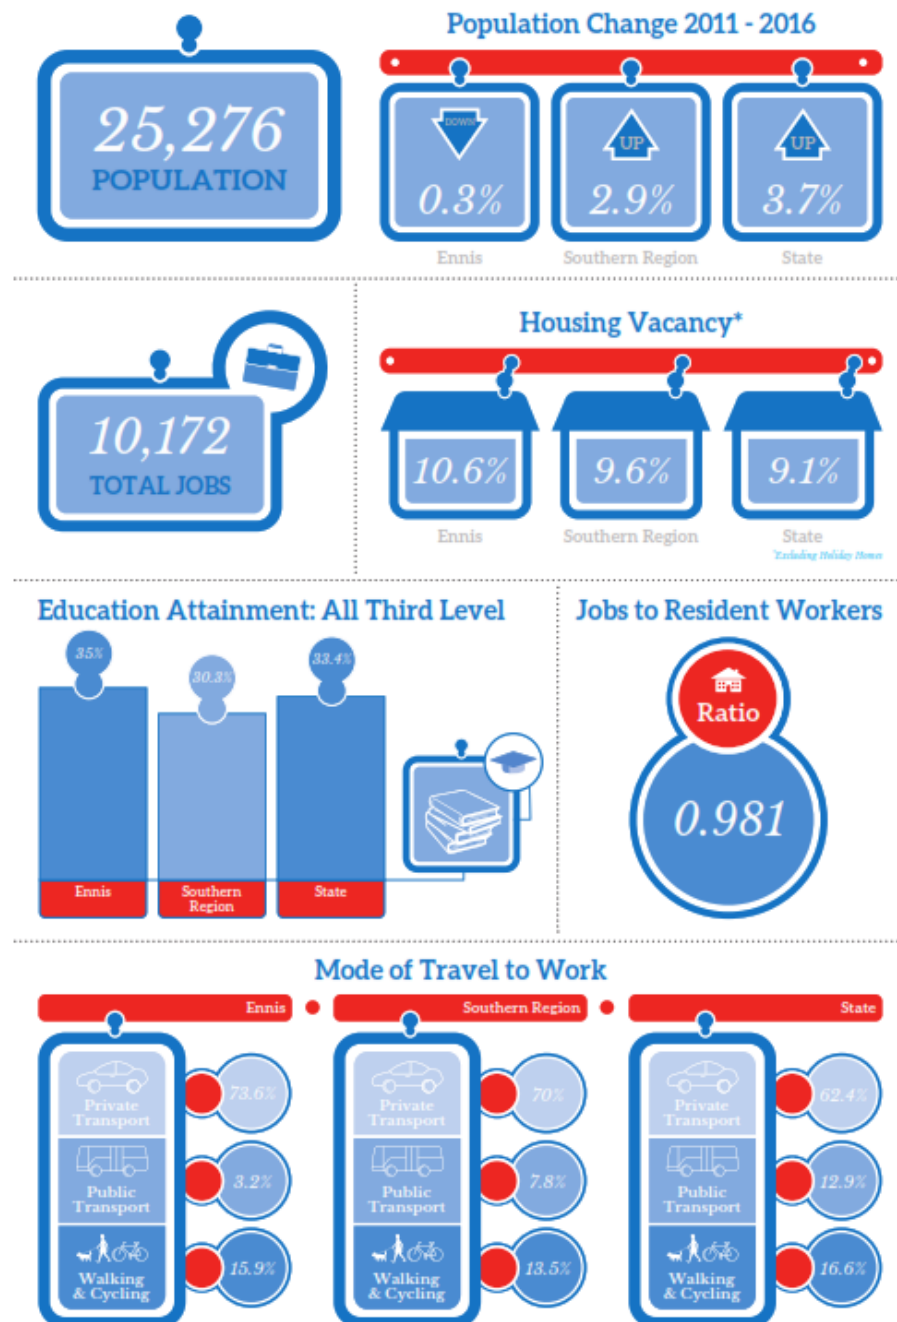 25,276
POPULATION
Population Change 2011 - 2016
DOWN
0.3%
Ennis
UP
2.9%
Southern Region
UP
3.7%
State
10,172
TOTAL JOBS
Housing Vacancy*
10.6%
Ennis
9.6%
Southern Region
9.1%
State
*Excluding Holiday Homes
Education Attainment: All Third Level
35%
30.3%
33.4%
Ennis
Southern
Region
State
Jobs to Resident Workers
Ratio
0.981
Mode of Travel to Work
Ennis
Private
Transport
73.6%
Public
Transport
3.2%
Walking
& Cycling
15.9%
Southern Region
Private
Transport
70%
Public
Transport
7.8%
Walking
& Cycling
13.5%
State
Private
Transport
62.4%
Public
Transport
12.9%
Walking
& Cycling
16.6%